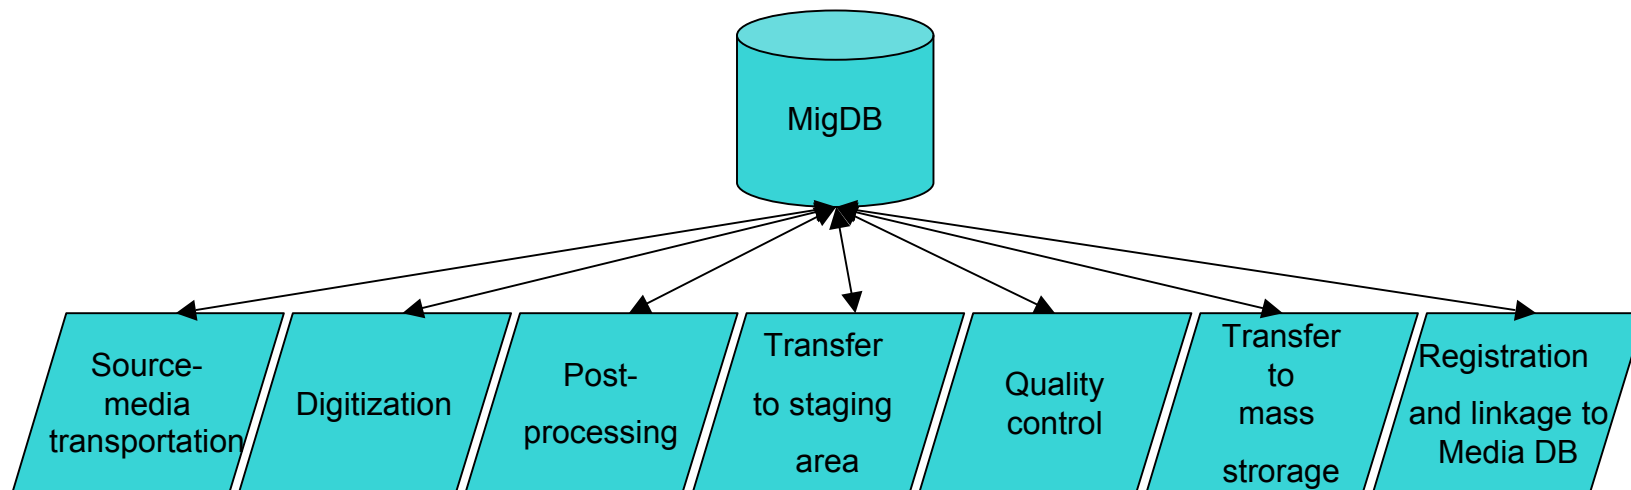 MigDB
Source-
media
transportation
Digitization
Post-
processing
Transfer
to staging
area
Quality
control
Transfer
to
mass
strorage
Registration
and linkage to
Media DB